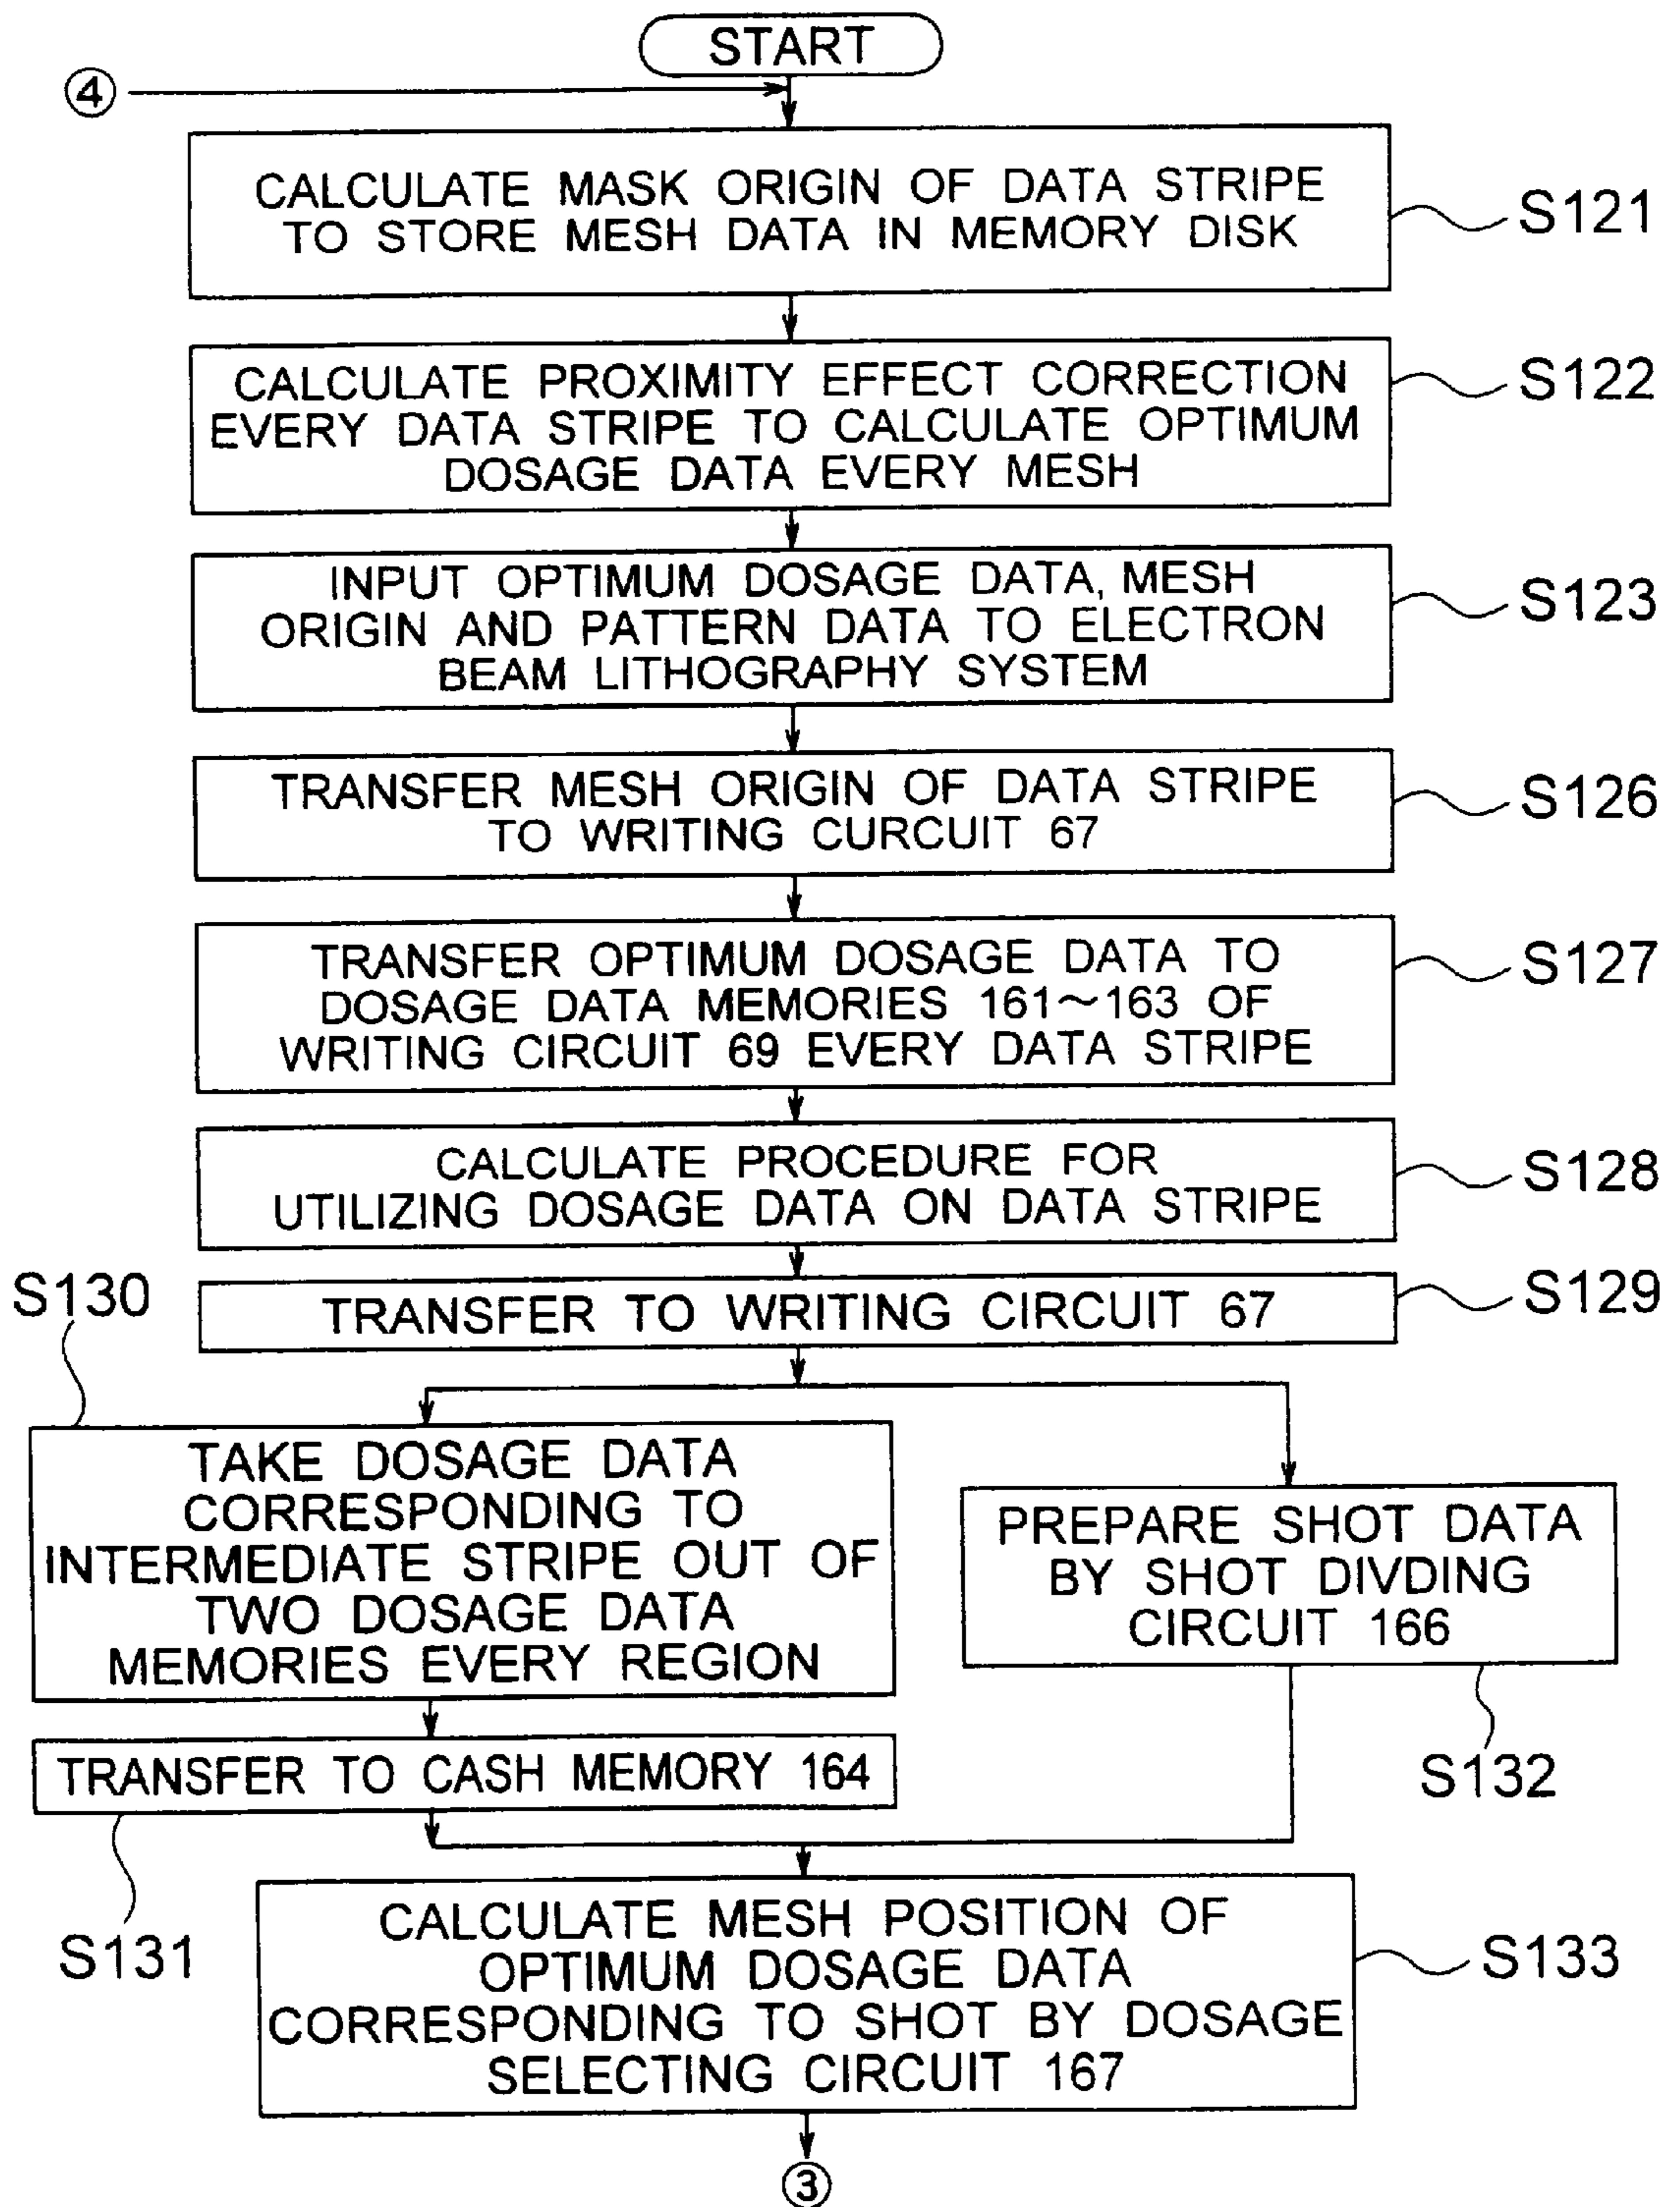 START
④
CALCULATE MASK ORIGIN OF DATA STRIPE
TO STORE MESH DATA IN MEMORY DISK
S121
CALCULATE PROXIMITY EFFECT CORRECTION
EVERY DATA STRIPE TO CALCULATE OPTIMUM
DOSAGE DATA EVERY MESH
S122
INPUT OPTIMUM DOSAGE DATA, MESH
ORIGIN AND PATTERN DATA TO ELECTRON
BEAM LITHOGRAPHY SYSTEM
S123
TRANSFER MESH ORIGIN OF DATA STRIPE
TO WRITING CURCUIT 67
S126
TRANSFER OPTIMUM DOSAGE DATA TO
DOSAGE DATA MEMORIES 161～163 OF
WRITING CIRCUIT 69 EVERY DATA STRIPE
S127
CALCULATE PROCEDURE FOR
UTILIZING DOSAGE DATA ON DATA STRIPE
S128
TRANSFER TO WRITING CIRCUIT 67
S129
S130
TAKE DOSAGE DATA
CORRESPONDING TO
INTERMEDIATE STRIPE OUT OF
TWO DOSAGE DATA
MEMORIES EVERY REGION
PREPARE SHOT DATA
BY SHOT DIVDING
CIRCUIT 166
S132
TRANSFER TO CASH MEMORY 164
S131
CALCULATE MESH POSITION OF
OPTIMUM DOSAGE DATA
CORRESPONDING TO SHOT BY DOSAGE
SELECTING CIRCUIT 167
S133
③